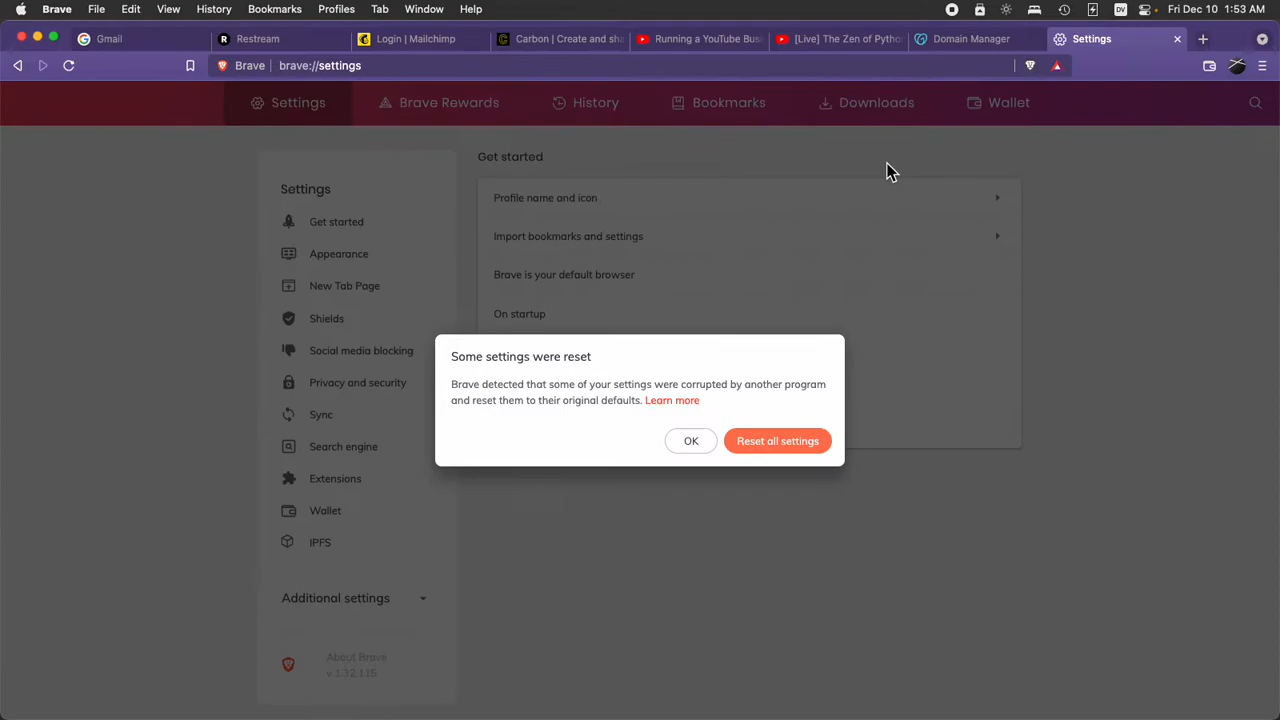 Brave File Edit View History Bookmarks Profiles Tab Window Help DV Fri Dec 10 1:53 AM
Gmail Restream Login | Mailchimp Carbon | Create and sha Running a YouTube Bus [Live] The Zen of Pytho Domain Manager Settings
Brave brave://settings
Settings Brave Rewards History Bookmarks Downloads Wallet
Settings
Get started
Appearance
New Tab Page
Shields
Social media blocking
Privacy and security
Sync
Search engine
Extensions
Wallet
IPFS
Additional settings
About Brave
v 1.32.115
Get started
Profile name and icon
Import bookmarks and settings
Brave is your default browser
On startup
Some settings were reset
Brave detected that some of your settings were corrupted by another program
and reset them to their original defaults. Learn more
OK Reset all settings